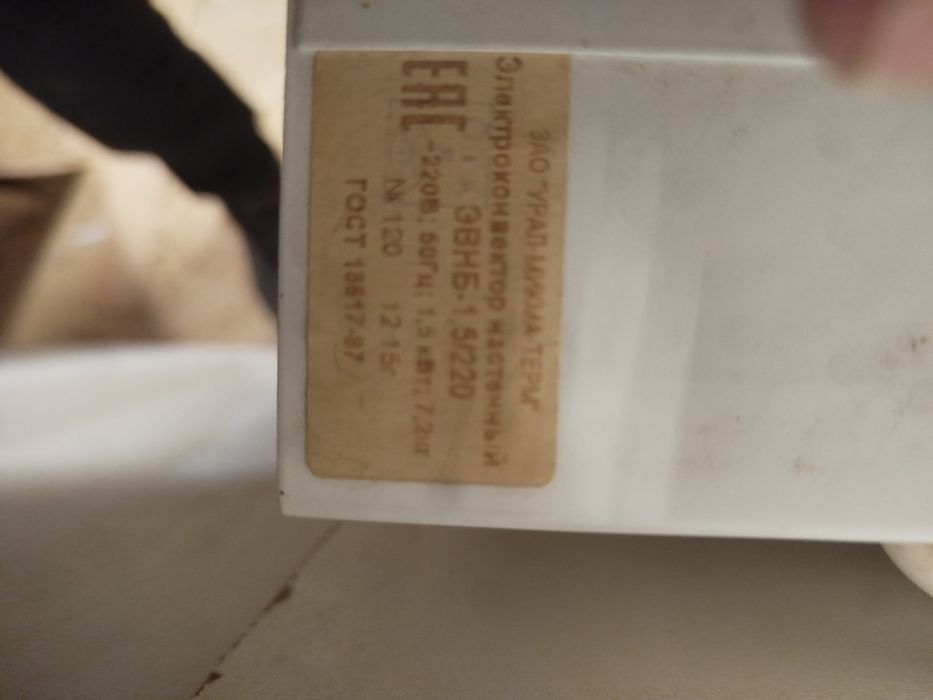 ЗАО "УРАЛ-МИКМА-ТЕРМ"
Электроконвектор настенный
ЭВНБ-1,5/220
EAC
~220В; 50Гц; 1,5 кВт; 7,2кг
№ 120 12 15г
ГОСТ 16617-87